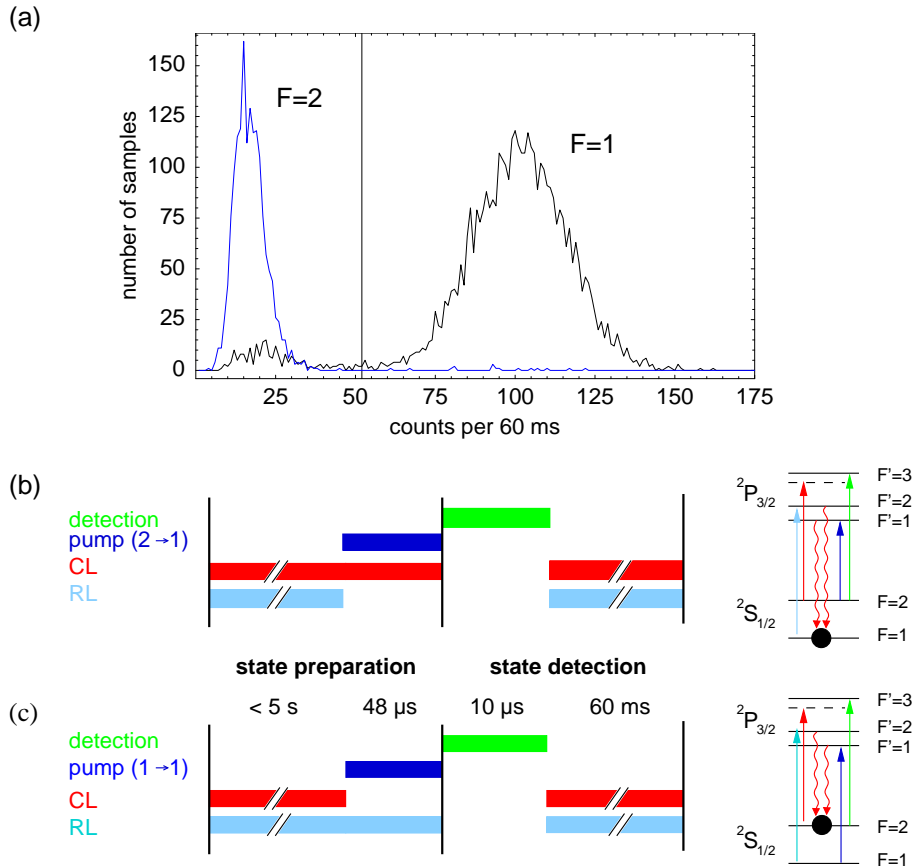 (a)
number of samples
150
125
100
75
50
25
0
F=2
F=1
25 50 75 100 125 150 175
counts per 60 ms
(b)
detection
pump (2→1)
CL
RL
²P3/2
F'=3
F'=2
F'=1
²S1/2
F=2
F=1
state preparation state detection
(c)
< 5 s 48 µs 10 µs 60 ms
detection
pump (1→1)
CL
RL
²P3/2
F'=3
F'=2
F'=1
²S1/2
F=2
F=1